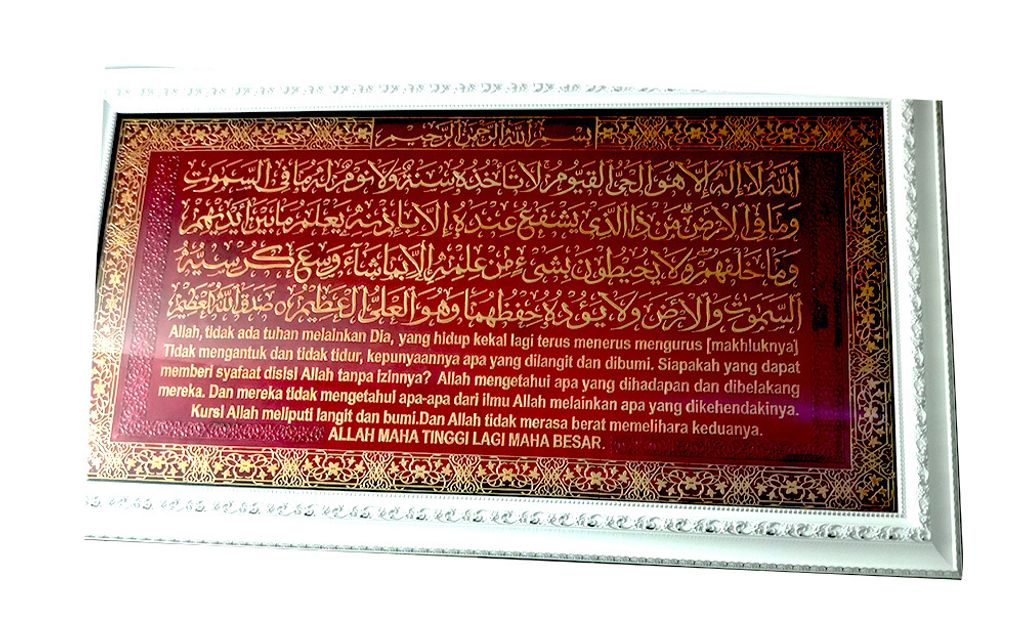 بسم الله الرحمن الرحيم
الله لا إله إلا هو الحي القيوم لا تأخذه سنة ولا نوم له ما في السموت
وما في الارض من ذا الذي يشفع عنده إلا بإذنه يعلم ما بين أيديهم
وما خلفهم ولا يحيطون بشيء من علمه إلا بما شاء وسع كرسيه
السموت والارض ولا يؤده حفظهما وهو العلي العظيم صدق الله العظيم
Allah, tidak ada tuhan melainkan Dia, yang hidup kekal lagi terus menerus mengurus [makhluknya]
Tidak mengantuk dan tidak tidur, kepunyaannya apa yang dilangit dan dibumi. Siapakah yang dapat
memberi syafaat disisi Allah tanpa izinnya? Allah mengetahui apa yang dihadapan dan dibelakang
mereka. Dan mereka tidak mengetahui apa-apa dari ilmu Allah melainkan apa yang dikehendakinya.
Kursi Allah meliputi langit dan bumi.Dan Allah tidak merasa berat memelihara keduanya.
ALLAH MAHA TINGGI LAGI MAHA BESAR.